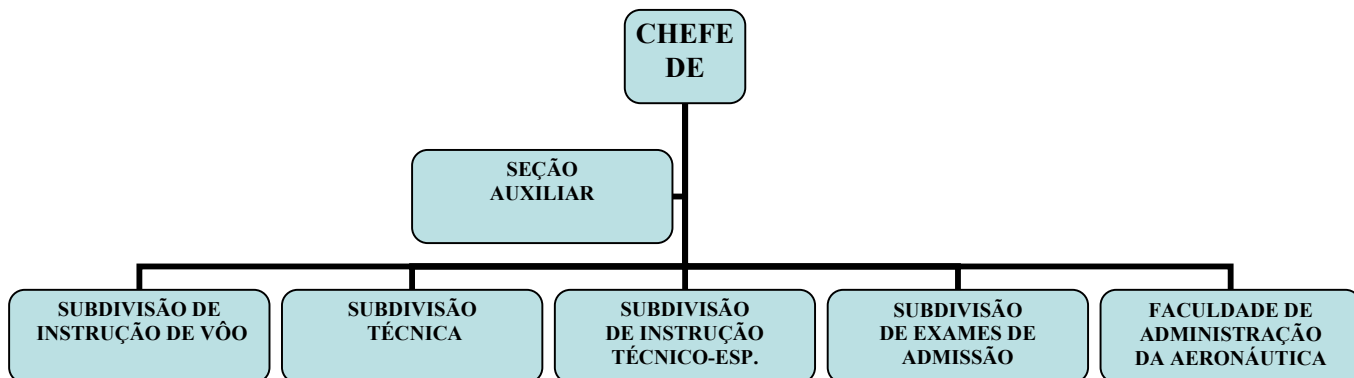 CHEFE
DE
SEÇÃO
AUXILIAR
SUBDIVISÃO DE
INSTRUÇÃO DE VÔO
SUBDIVISÃO
TÉCNICA
SUBDIVISÃO
DE INSTRUÇÃO
TÉCNICO-ESP.
SUBDIVISÃO
DE EXAMES DE
ADMISSÃO
FACULDADE DE
ADMINISTRAÇÃO
DA AERONÁUTICA